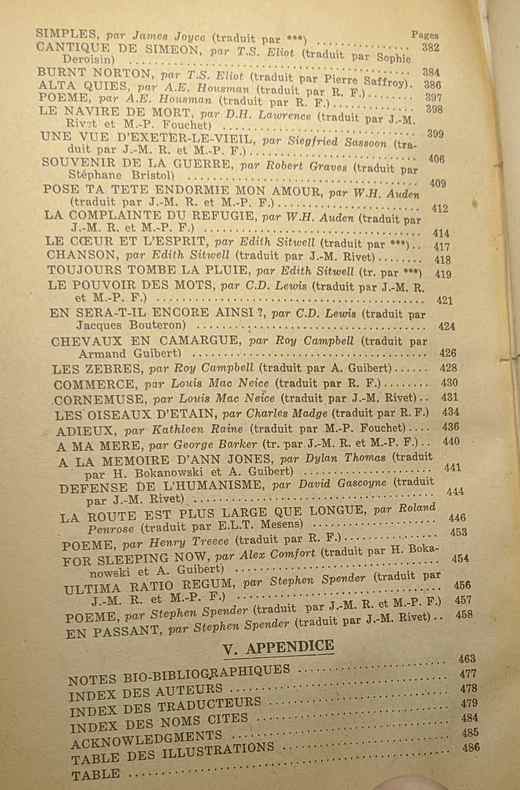 Pages
SIMPLES, par James Joyce (traduit par ***) ............... 382
CANTIQUE DE SIMEON, par T.S. Eliot (traduit par Sophie
Deroisin) ............... 384
BURNT NORTON, par T.S. Eliot (traduit par Pierre Saffroy). 386
ALTA QUIES, par A.E. Housman (traduit par R. F.)........ 397
POEME, par A.E. Housman (traduit par R. F.)............. 398
LE NAVIRE DE MORT, par D.H. Lawrence (traduit par J.-M.
Rivet et M.-P. Fouchet) ............... 399
UNE VUE D'EXETER-LE-VIEIL, par Siegfried Sassoon (tra-
duit par J.-M. R. et M.-P. F.)............... 406
SOUVENIR DE LA GUERRE, par Robert Graves (traduit par
Stéphane Bristol) ............... 409
POSE TA TETE ENDORMIE MON AMOUR, par W.H. Auden
(traduit par J.-M. R. et M.-P. F.)............... 412
LA COMPLAINTE DU REFUGIE, par W.H. Auden (traduit par
J.-M. R. et M.-P. F.) ............... 414
LE CŒUR ET L'ESPRIT, par Edith Sitwell (traduit par ***).. 417
CHANSON, par Edith Sitwell (traduit par J.-M. Rivet)........ 418
TOUJOURS TOMBE LA PLUIE, par Edith Sitwell (tr. par ***) 419
LE POUVOIR DES MOTS, par C.D. Lewis (traduit par J.-M. R.
et M.-P. F.) ............... 421
EN SERA-T-IL ENCORE AINSI ?, par C.D. Lewis (traduit par
Jacques Bouteron) ............... 424
CHEVAUX EN CAMARGUE, par Roy Campbell (traduit par
Armand Guibert) ............... 426
LES ZEBRES, par Roy Campbell (traduit par A. Guibert)...... 428
COMMERCE, par Louis Mac Neice (traduit par R. F.)........ 430
CORNEMUSE, par Louis Mac Neice (traduit par J.-M. Rivet).. 431
LES OISEAUX D'ETAIN, par Charles Madge (traduit par R. F.) 434
ADIEUX, par Kathleen Raine (traduit par M.-P. Fouchet).... 436
A MA MERE, par George Barker (tr. par J.-M. R. et M.-P. F.).. 440
A LA MEMOIRE D'ANN JONES, par Dylan Thomas (traduit
par H. Bokanowski et A. Guibert) ............... 441
DEFENSE DE L'HUMANISME, par David Gascoyne (traduit
par J.-M. Rivet) ............... 444
LA ROUTE EST PLUS LARGE QUE LONGUE, par Roland
Penrose (traduit par E.L.T. Mesens) ............... 446
POEME, par Henry Treece (traduit par R. F.).............. 453
FOR SLEEPING NOW, par Alex Comfort (traduit par H. Boka-
nowski et A. Guibert) ............... 454
ULTIMA RATIO REGUM, par Stephen Spender (traduit par
J.-M. R. et M.-P. F.) ............... 456
POEME, par Stephen Spender (traduit par J.-M. R. et M.-P. F.) 457
EN PASSANT, par Stephen Spender (traduit par J.-M. Rivet).. 458
V. APPENDICE
NOTES BIO-BIBLIOGRAPHIQUES ............... 463
INDEX DES AUTEURS ............... 477
INDEX DES TRADUCTEURS ............... 478
INDEX DES NOMS CITES ............... 479
ACKNOWLEDGMENTS ............... 484
TABLE DES ILLUSTRATIONS ............... 485
TABLE ............... 486